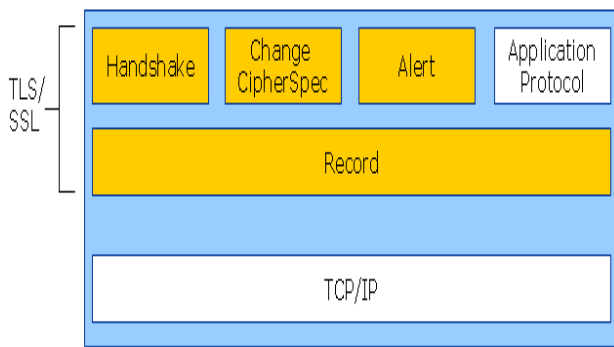 TLS/
SSL
Handshake
Change
CipherSpec
Alert
Application
Protocol
Record
TCP/IP